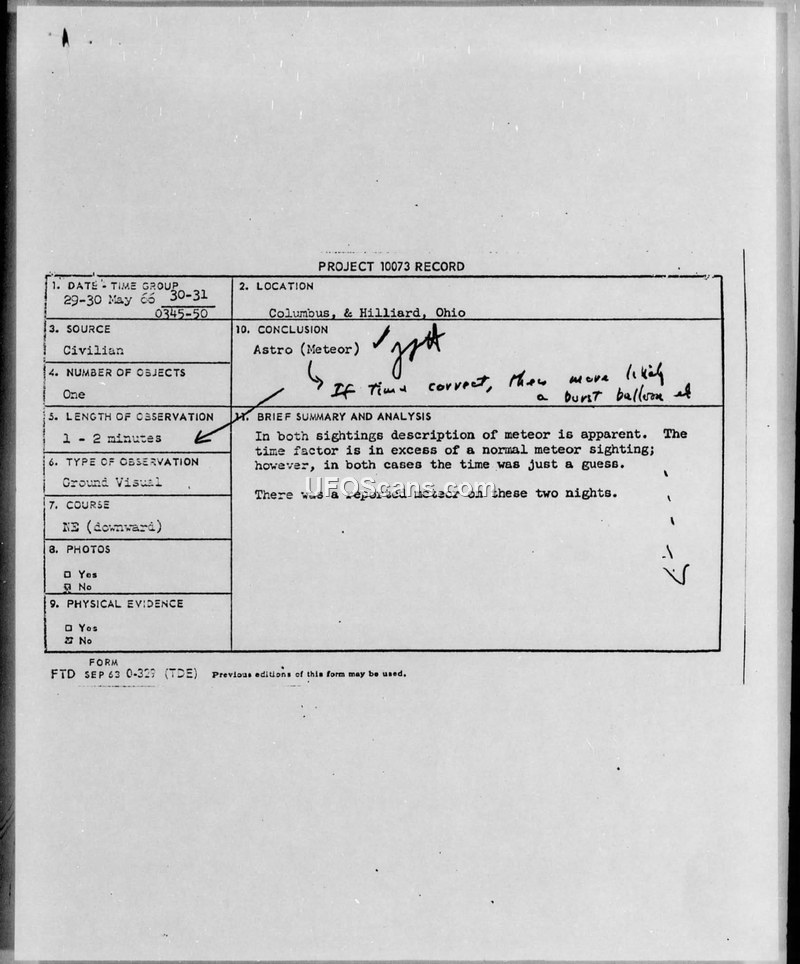 PROJECT 10073 RECORD
1. DATE - TIME GROUP
29-30 May 66 30-31
0345-50
2. LOCATION
Columbus, & Hilliard, Ohio
3. SOURCE
Civilian
10. CONCLUSION
Astro (Meteor)
If time correct, then more likely
a burst balloon
4. NUMBER OF OBJECTS
One
5. LENGTH OF OBSERVATION
1 - 2 minutes
11. BRIEF SUMMARY AND ANALYSIS
In both sightings description of meteor is apparent. The
time factor is in excess of a normal meteor sighting;
however, in both cases the time was just a guess.
There was a reported meteor on these two nights.
UFOScans.com
6. TYPE OF OBSERVATION
Ground Visual
7. COURSE
NE (downward)
8. PHOTOS
Yes
No
9. PHYSICAL EVIDENCE
Yes
No
FORM
FTD SEP 63 0-329 (TDE) Previous editions of this form may be used.